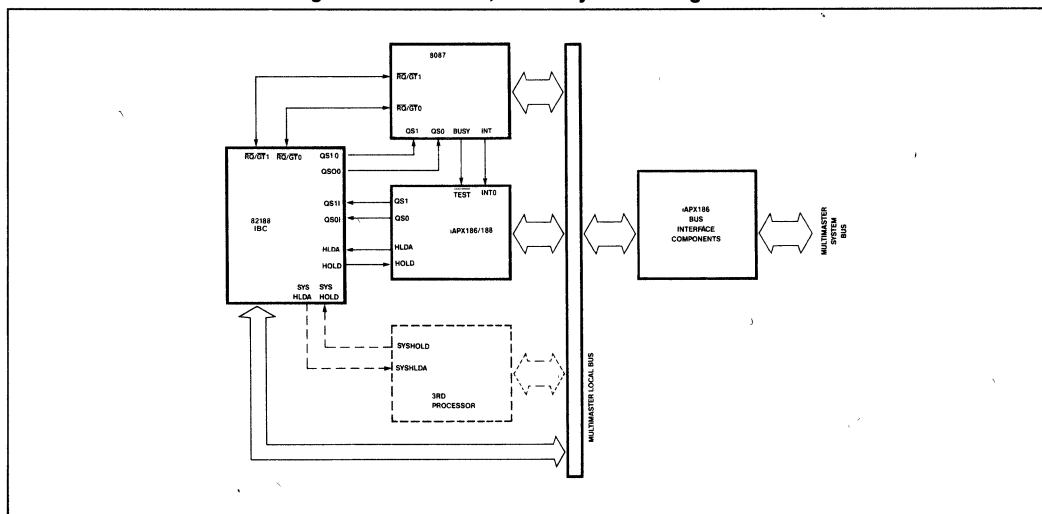 8087
RQ/GT1
RQ/GT0
QS1 QS0 BUSY INT
RQ/GT1 RQ/GT0 QS1O
QSO0
QS1I
QS0I
82188
IBC
HLDA
HOLD
SYS SYS
HLDA HOLD
TEST INT0
QS1
QS0
iAPX186/188
HLDA
HOLD
SYSHOLD
SYSHLDA
3RD
PROCESSOR
MULTIMASTER LOCAL BUS
iAPX186
BUS
INTERFACE
COMPONENTS
MULTIMASTER
SYSTEM
BUS